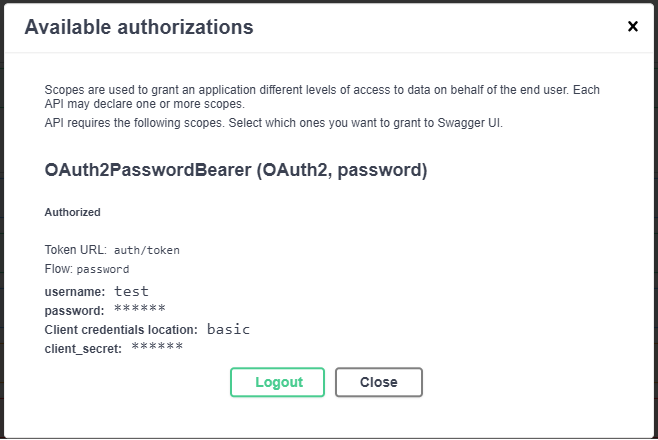 Available authorizations
×
Scopes are used to grant an application different levels of access to data on behalf of the end user. Each
API may declare one or more scopes.
API requires the following scopes. Select which ones you want to grant to Swagger UI.
OAuth2PasswordBearer (OAuth2, password)
Authorized
Token URL: auth/token
Flow: password
username: test
password: ******
Client credentials location: basic
client_secret: ******
Logout Close